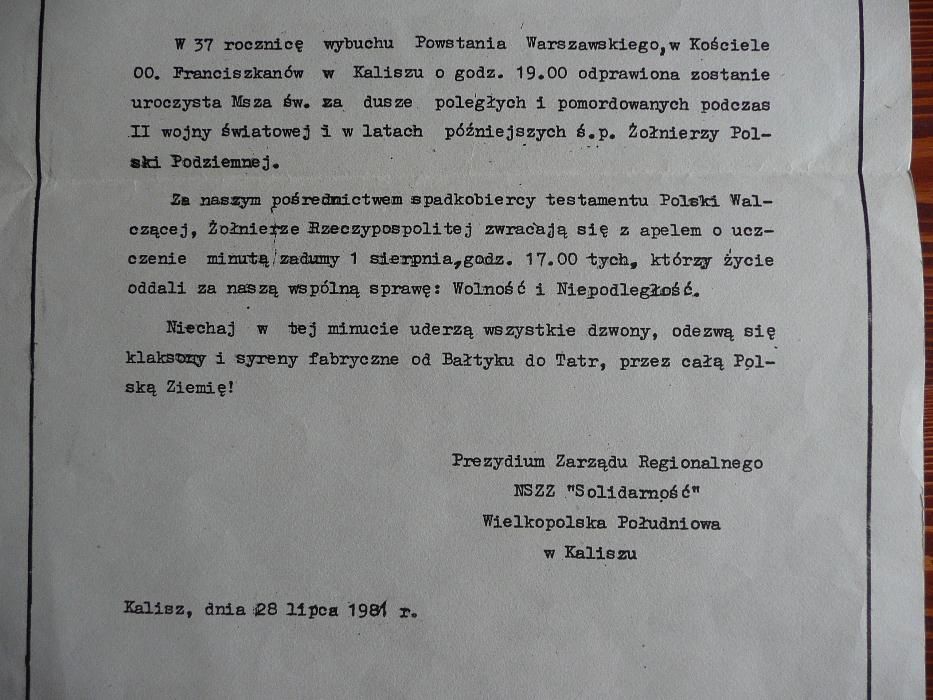 W 37 rocznicę wybuchu Powstania Warszawskiego, w Kościele
OO. Franciszkanów w Kaliszu o godz. 19.00 odprawiona zostanie
uroczysta Msza św. za dusze poległych i pomordowanych podczas
II wojny światowej i w latach późniejszych ś.p. Żołnierzy Pol-
ski Podziemnej.
Za naszym pośrednictwem spadkobiercy testamentu Polski Wal-
czącej, Żołnierze Rzeczypospolitej zwracają się z apelem o ucz-
czenie minutą zadumy 1 sierpnia, godz. 17.00 tych, którzy życie
oddali za naszą wspólną sprawę: Wolność i Niepodległość.
Niechaj w tej minucie uderzą wszystkie dzwony, odezwą się
klaksony i syreny fabryczne od Bałtyku do Tatr, przez całą Pol-
ską Ziemię!
Prezydium Zarządu Regionalnego
NSZZ "Solidarność"
Wielkopolska Południowa
w Kaliszu
Kalisz, dnia 28 lipca 1981 r.